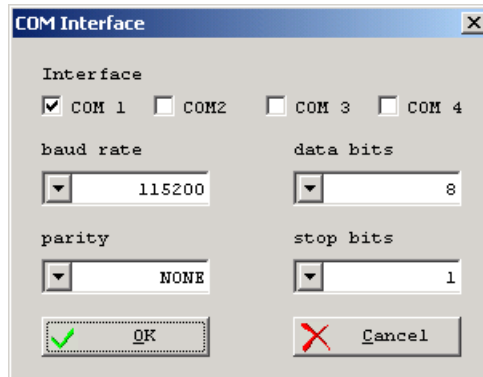 COM Interface
Interface
COM 1 COM2 COM 3 COM 4
baud rate data bits
115200 8
parity stop bits
NONE 1
OK Cancel